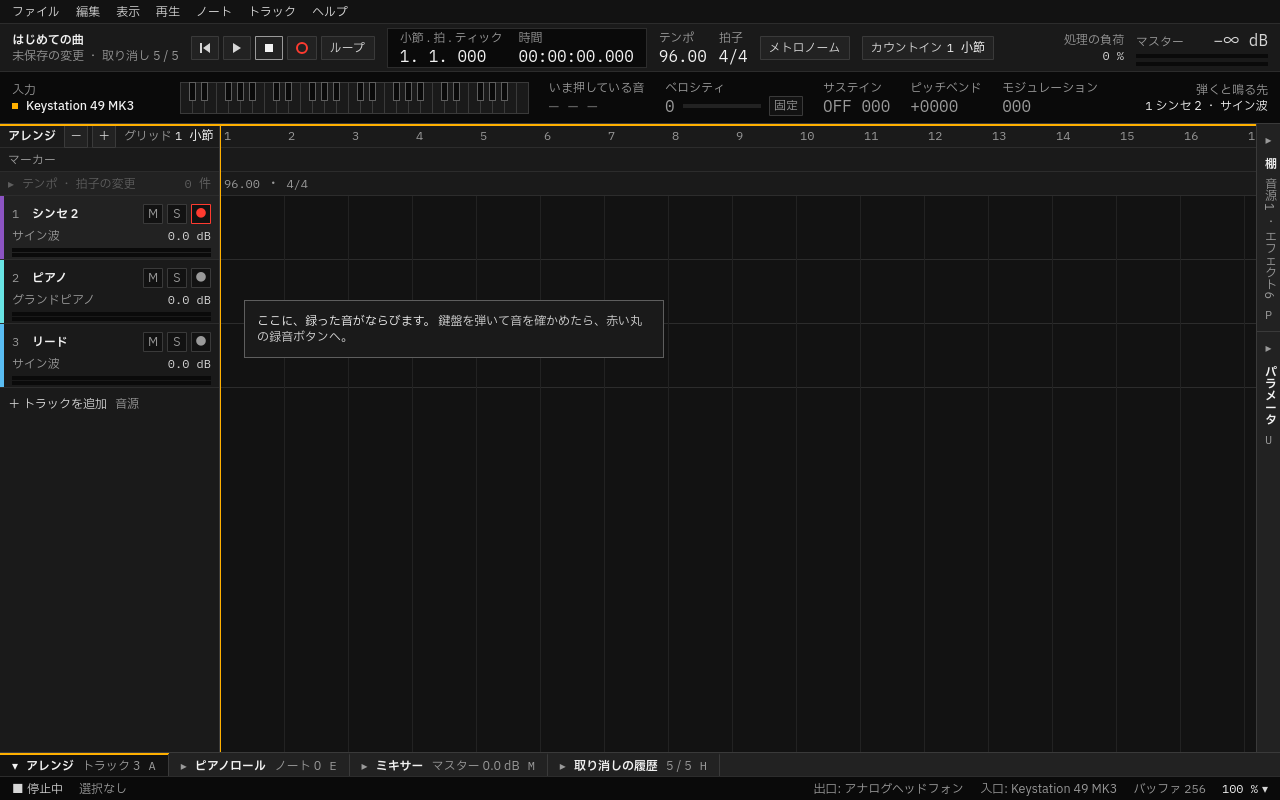 ファイル 編集 表示 再生 ノート トラック ヘルプ
はじめての曲
未保存の変更 ・ 取り消し 5 / 5
ループ
小節 . 拍 . ティック 時間
1. 1. 000 00:00:00.000
テンポ 拍子
96.00 4/4
メトロノーム
カウントイン 1 小節
処理の負荷
0 %
マスター
−∞ dB
入力
Keystation 49 MK3
いま押している音
— — —
ベロシティ
0
固定
サステイン
OFF 000
ピッチベンド
+0000
モジュレーション
000
弾くと鳴る先
1 シンセ 2 ・ サイン波
アレンジ − + グリッド 1 小節
1 2 3 4 5 6 7 8 9 10 11 12 13 14 15 16 1
マーカー
▸ テンポ ・ 拍子の変更 0 件
96.00 ・ 4/4
1 シンセ 2 M S
サイン波 0.0 dB
2 ピアノ M S
グランドピアノ 0.0 dB
3 リード M S
サイン波 0.0 dB
+ トラックを追加 音源
ここに、録った音がならびます。 鍵盤を弾いて音を確かめたら、赤い丸
の録音ボタンへ。
▸ 棚 音源 1 ・ エフェクト 6 P
▸ パラメータ U
▾ アレンジ トラック 3 A
▸ ピアノロール ノート 0 E
▸ ミキサー マスター 0.0 dB M
▸ 取り消しの履歴 5 / 5 H
■ 停止中 選択なし
出口: アナログヘッドフォン 入口: Keystation 49 MK3 バッファ 256 100 % ▾